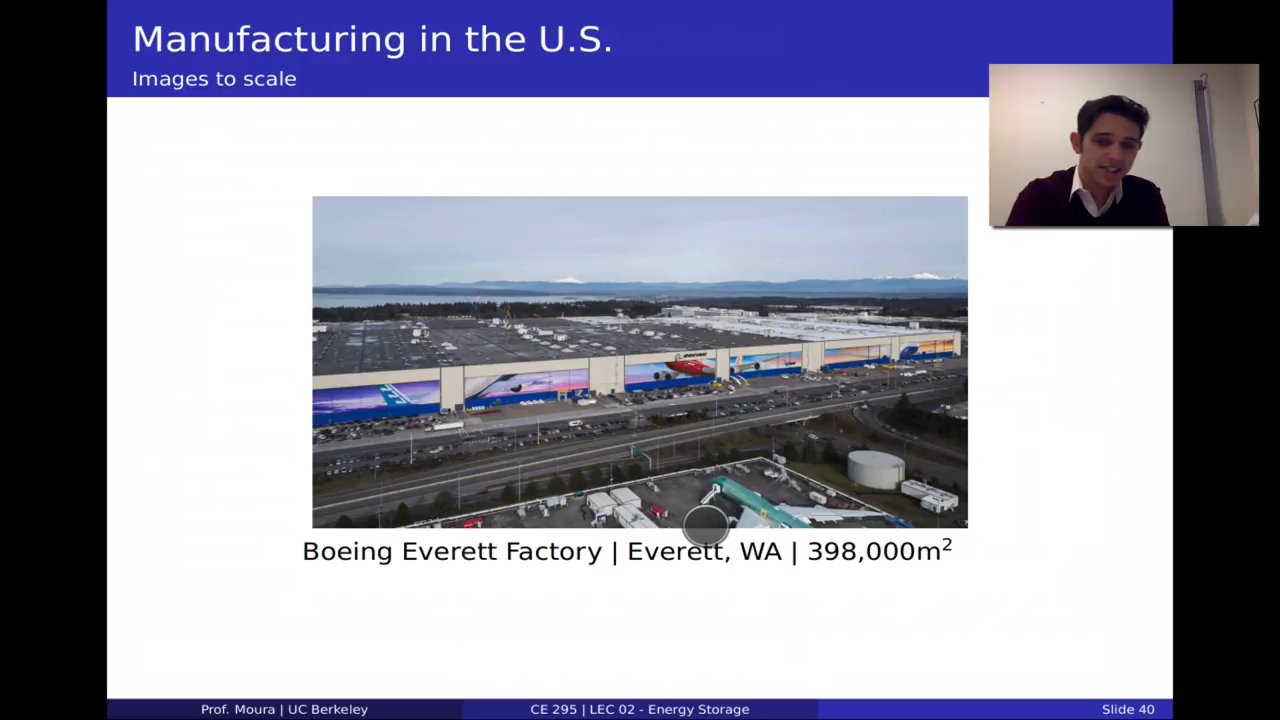 Manufacturing in the U.S.
Images to scale
BOEING
Boeing Everett Factory | Everett, WA | 398,000m²
Prof. Moura | UC Berkeley
CE 295 | LEC 02 - Energy Storage
Slide 40